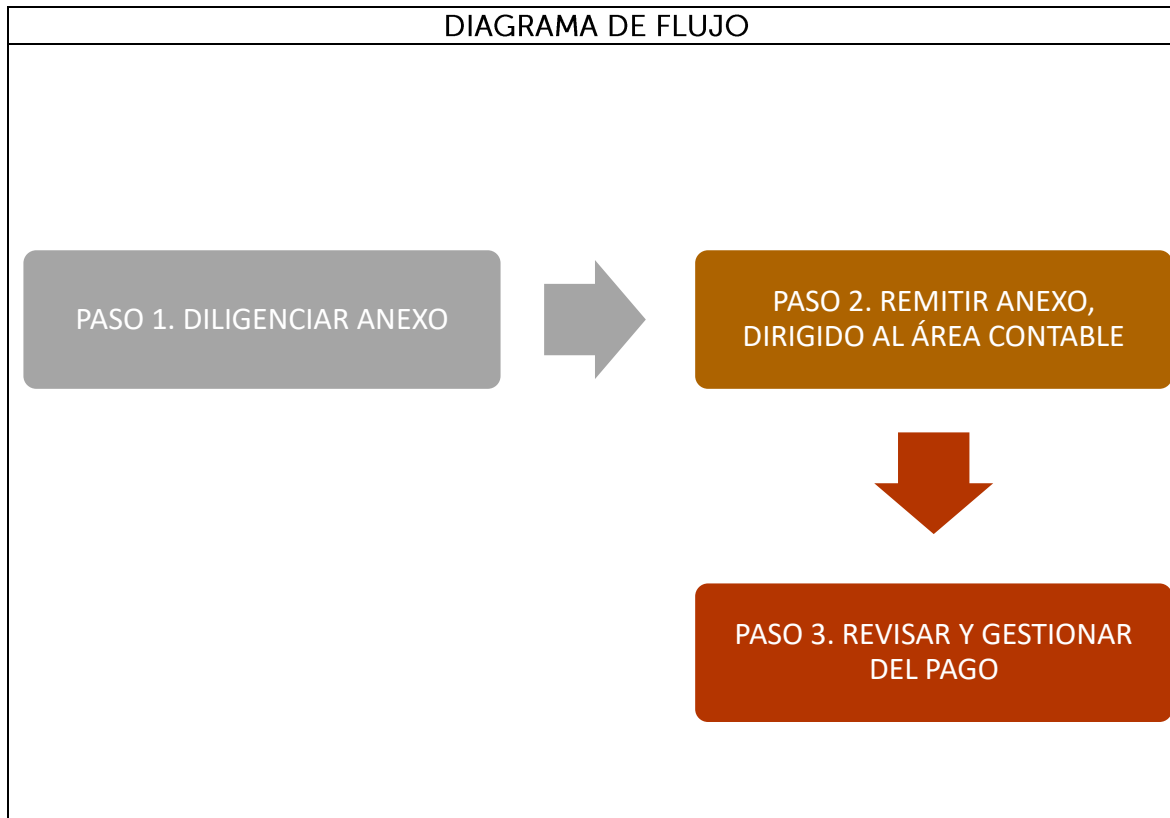 DIAGRAMA DE FLUJO
PASO 1. DILIGENCIAR ANEXO
PASO 2. REMITIR ANEXO,
DIRIGIDO AL ÁREA CONTABLE
PASO 3. REVISAR Y GESTIONAR
DEL PAGO